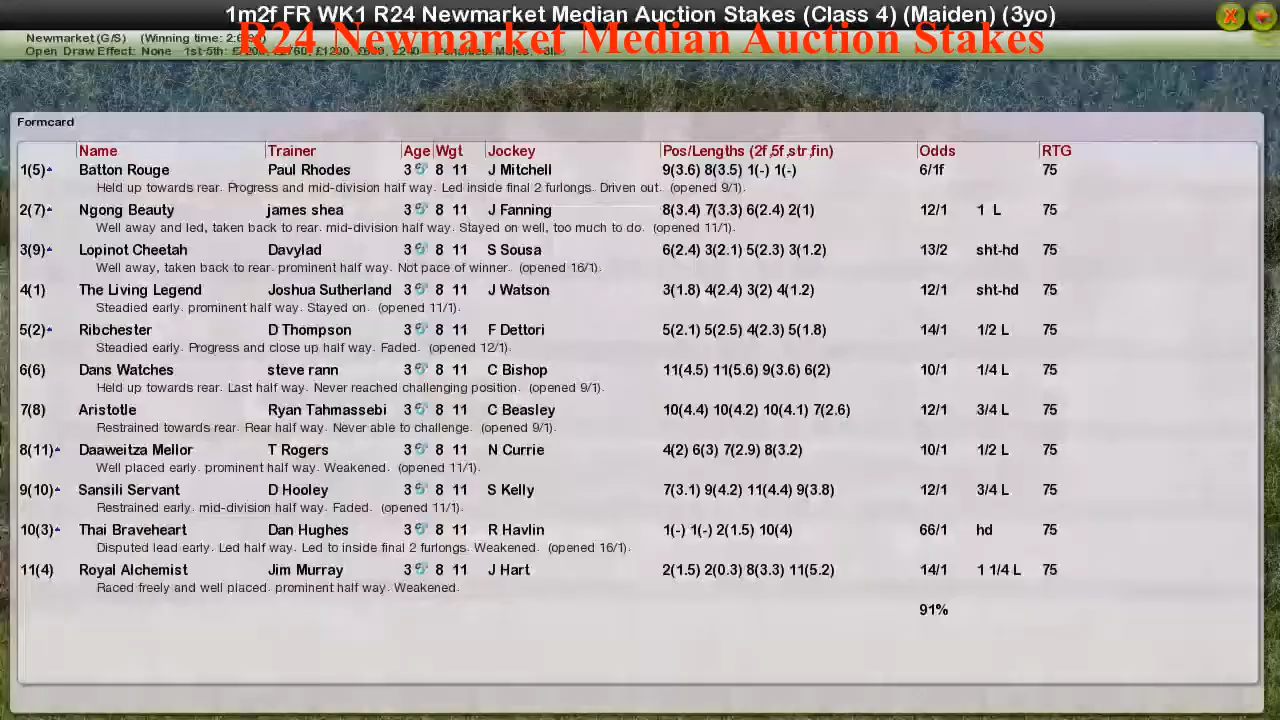 1m2f FR WK1 R24 Newmarket Median Auction Stakes (Class 4) (Maiden) (3yo)
R24 Newmarket Median Auction Stakes
Newmarket (G/S) (Winning time: 2:
Open Draw Effect: None 1st-5th:
Formcard
Name Trainer Age Wgt Jockey Pos/Lengths (2f,5f,str,fin) Odds RTG
1(5) Batton Rouge Paul Rhodes 3 8 11 J Mitchell 9(3.6) 8(3.5) 1(-) 1(-) 6/1f 75
Held up towards rear. Progress and mid-division half way. Led inside final 2 furlongs. Driven out. (opened 9/1).
2(7) Ngong Beauty james shea 3 8 11 J Fanning 8(3.4) 7(3.3) 6(2.4) 2(1) 12/1 1 L 75
Well away and led, taken back to rear. mid-division half way. Stayed on well, too much to do. (opened 11/1).
3(9) Lopinot Cheetah Davylad 3 8 11 S Sousa 6(2.4) 3(2.1) 5(2.3) 3(1.2) 13/2 sht-hd 75
Well away, taken back to rear. prominent half way. Not pace of winner. (opened 16/1).
4(1) The Living Legend Joshua Sutherland 3 8 11 J Watson 3(1.8) 4(2.4) 3(2) 4(1.2) 12/1 sht-hd 75
Steadied early. prominent half way. Stayed on. (opened 11/1).
5(2) Ribchester D Thompson 3 8 11 F Dettori 5(2.1) 5(2.5) 4(2.3) 5(1.8) 14/1 1/2 L 75
Steadied early. Progress and close up half way. Faded. (opened 12/1).
6(6) Dans Watches steve rann 3 8 11 C Bishop 11(4.5) 11(5.6) 9(3.6) 6(2) 10/1 1/4 L 75
Held up towards rear. Last half way. Never reached challenging position. (opened 9/1).
7(8) Aristotle Ryan Tahmassebi 3 8 11 C Beasley 10(4.4) 10(4.2) 10(4.1) 7(2.6) 12/1 3/4 L 75
Restrained towards rear. Rear half way. Never able to challenge. (opened 9/1).
8(11) Daaweitza Mellor T Rogers 3 8 11 N Currie 4(2) 6(3) 7(2.9) 8(3.2) 10/1 1/2 L 75
Well placed early. prominent half way. Weakened. (opened 11/1).
9(10) Sansili Servant D Hooley 3 8 11 S Kelly 7(3.1) 9(4.2) 11(4.4) 9(3.8) 12/1 3/4 L 75
Restrained early. mid-division half way. Faded. (opened 11/1).
10(3) Thai Braveheart Dan Hughes 3 8 11 R Havlin 1(-) 1(-) 2(1.5) 10(4) 66/1 hd 75
Disputed lead early. Led half way. Led to inside final 2 furlongs. Weakened. (opened 16/1).
11(4) Royal Alchemist Jim Murray 3 8 11 J Hart 2(1.5) 2(0.3) 8(3.3) 11(5.2) 14/1 1 1/4 L 75
Raced freely and well placed. prominent half way. Weakened.
91%